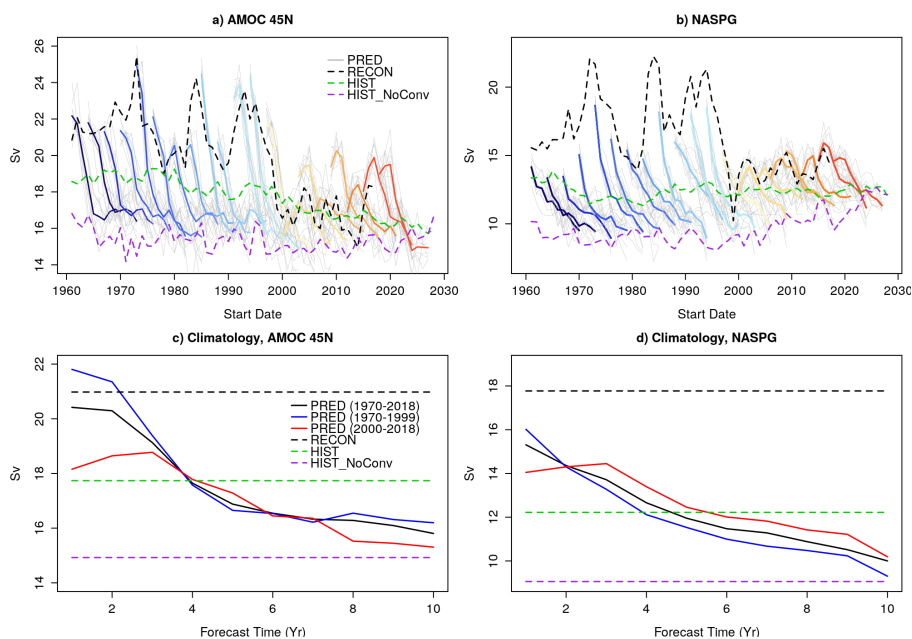 a) AMOC 45N
Sv
26
24
22
20
18
16
14
PRED
RECON
HIST
HIST_NoConv
1960 1970 1980 1990 2000 2010 2020 2030
Start Date
b) NASPG
Sv
20
15
10
1960 1970 1980 1990 2000 2010 2020 2030
Start Date
c) Climatology, AMOC 45N
Sv
22
20
18
16
14
PRED (1970-2018)
PRED (1970-1999)
PRED (2000-2018)
RECON
HIST
HIST_NoConv
2 4 6 8 10
Forecast Time (Yr)
d) Climatology, NASPG
Sv
18
16
14
12
10
2 4 6 8 10
Forecast Time (Yr)